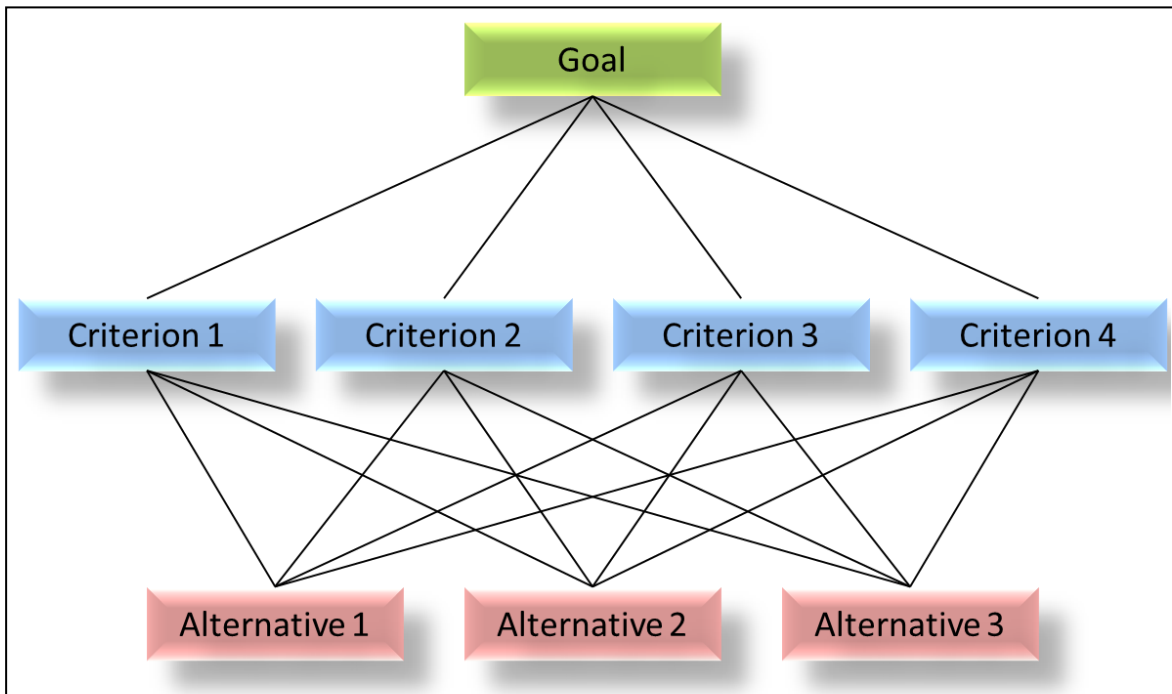 Goal
Criterion 1
Criterion 2
Criterion 3
Criterion 4
Alternative 1
Alternative 2
Alternative 3